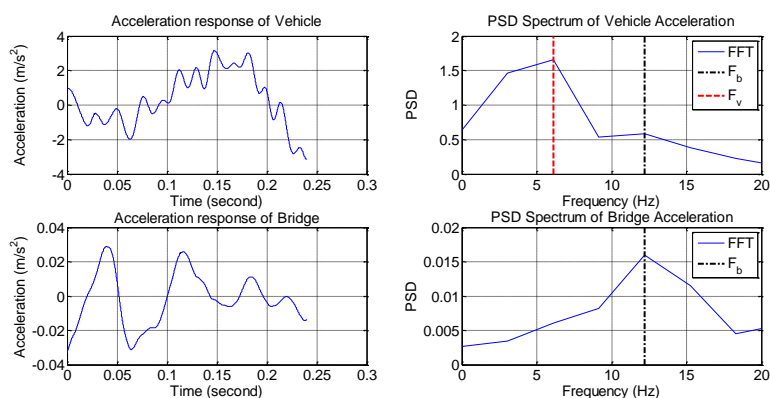 Acceleration response of Vehicle
Acceleration (m/s²)
4
2
0
-2
-4
0 0.05 0.1 0.15 0.2 0.25 0.3
Time (second)
PSD Spectrum of Vehicle Acceleration
PSD
2
1.5
1
0.5
0
0 5 10 15 20
Frequency (Hz)
FFT
F_b
F_v
Acceleration response of Bridge
Acceleration (m/s²)
0.04
0.02
0
-0.02
-0.04
0 0.05 0.1 0.15 0.2 0.25 0.3
Time (second)
PSD Spectrum of Bridge Acceleration
PSD
0.02
0.015
0.01
0.005
0
0 5 10 15 20
Frequency (Hz)
FFT
F_b